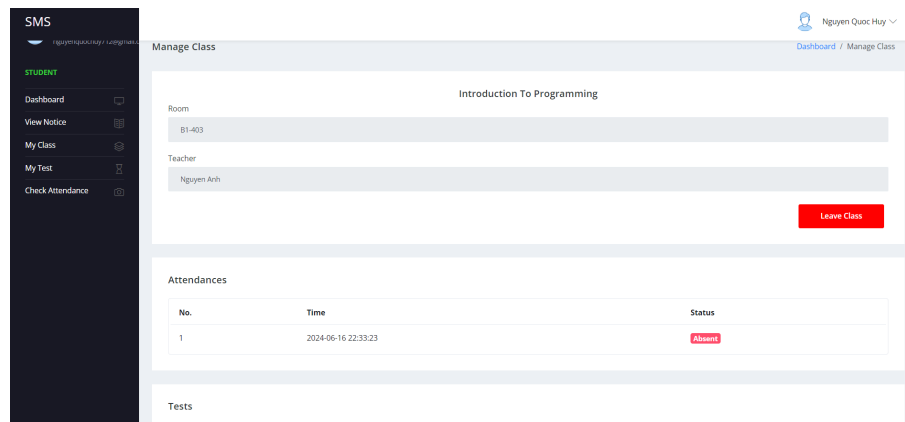 SMS
Nguyen Quoc Huy
Manage Class
Dashboard / Manage Class
STUDENT
Dashboard
View Notice
My Class
My Test
Check Attendance
Introduction To Programming
Room
B1-403
Teacher
Nguyen Anh
Leave Class
Attendances
No. Time Status
1 2024-06-16 22:33:23 Absent
Tests